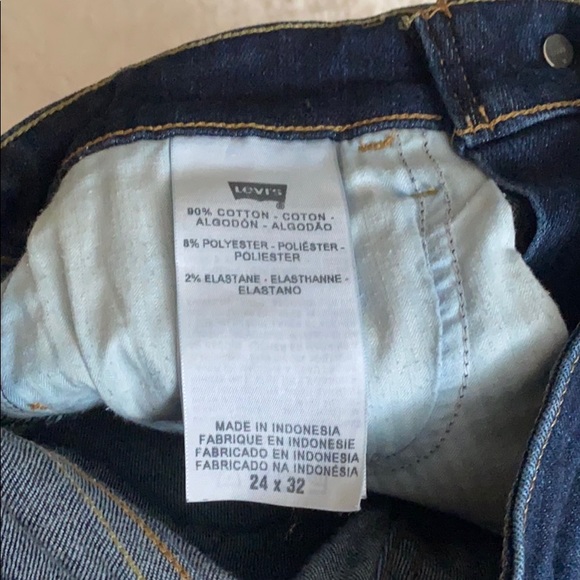 Levi's
90% COTTON - COTON -
ALGODÓN - ALGODÃO
8% POLYESTER - POLIÉSTER -
POLIESTER
2% ELASTANE - ELASTHANNE -
ELASTANO
MADE IN INDONESIA
FABRIQUE EN INDONESIE
FABRICADO EN INDONESIA
FABRICADO NA INDONÉSIA
24 x 32